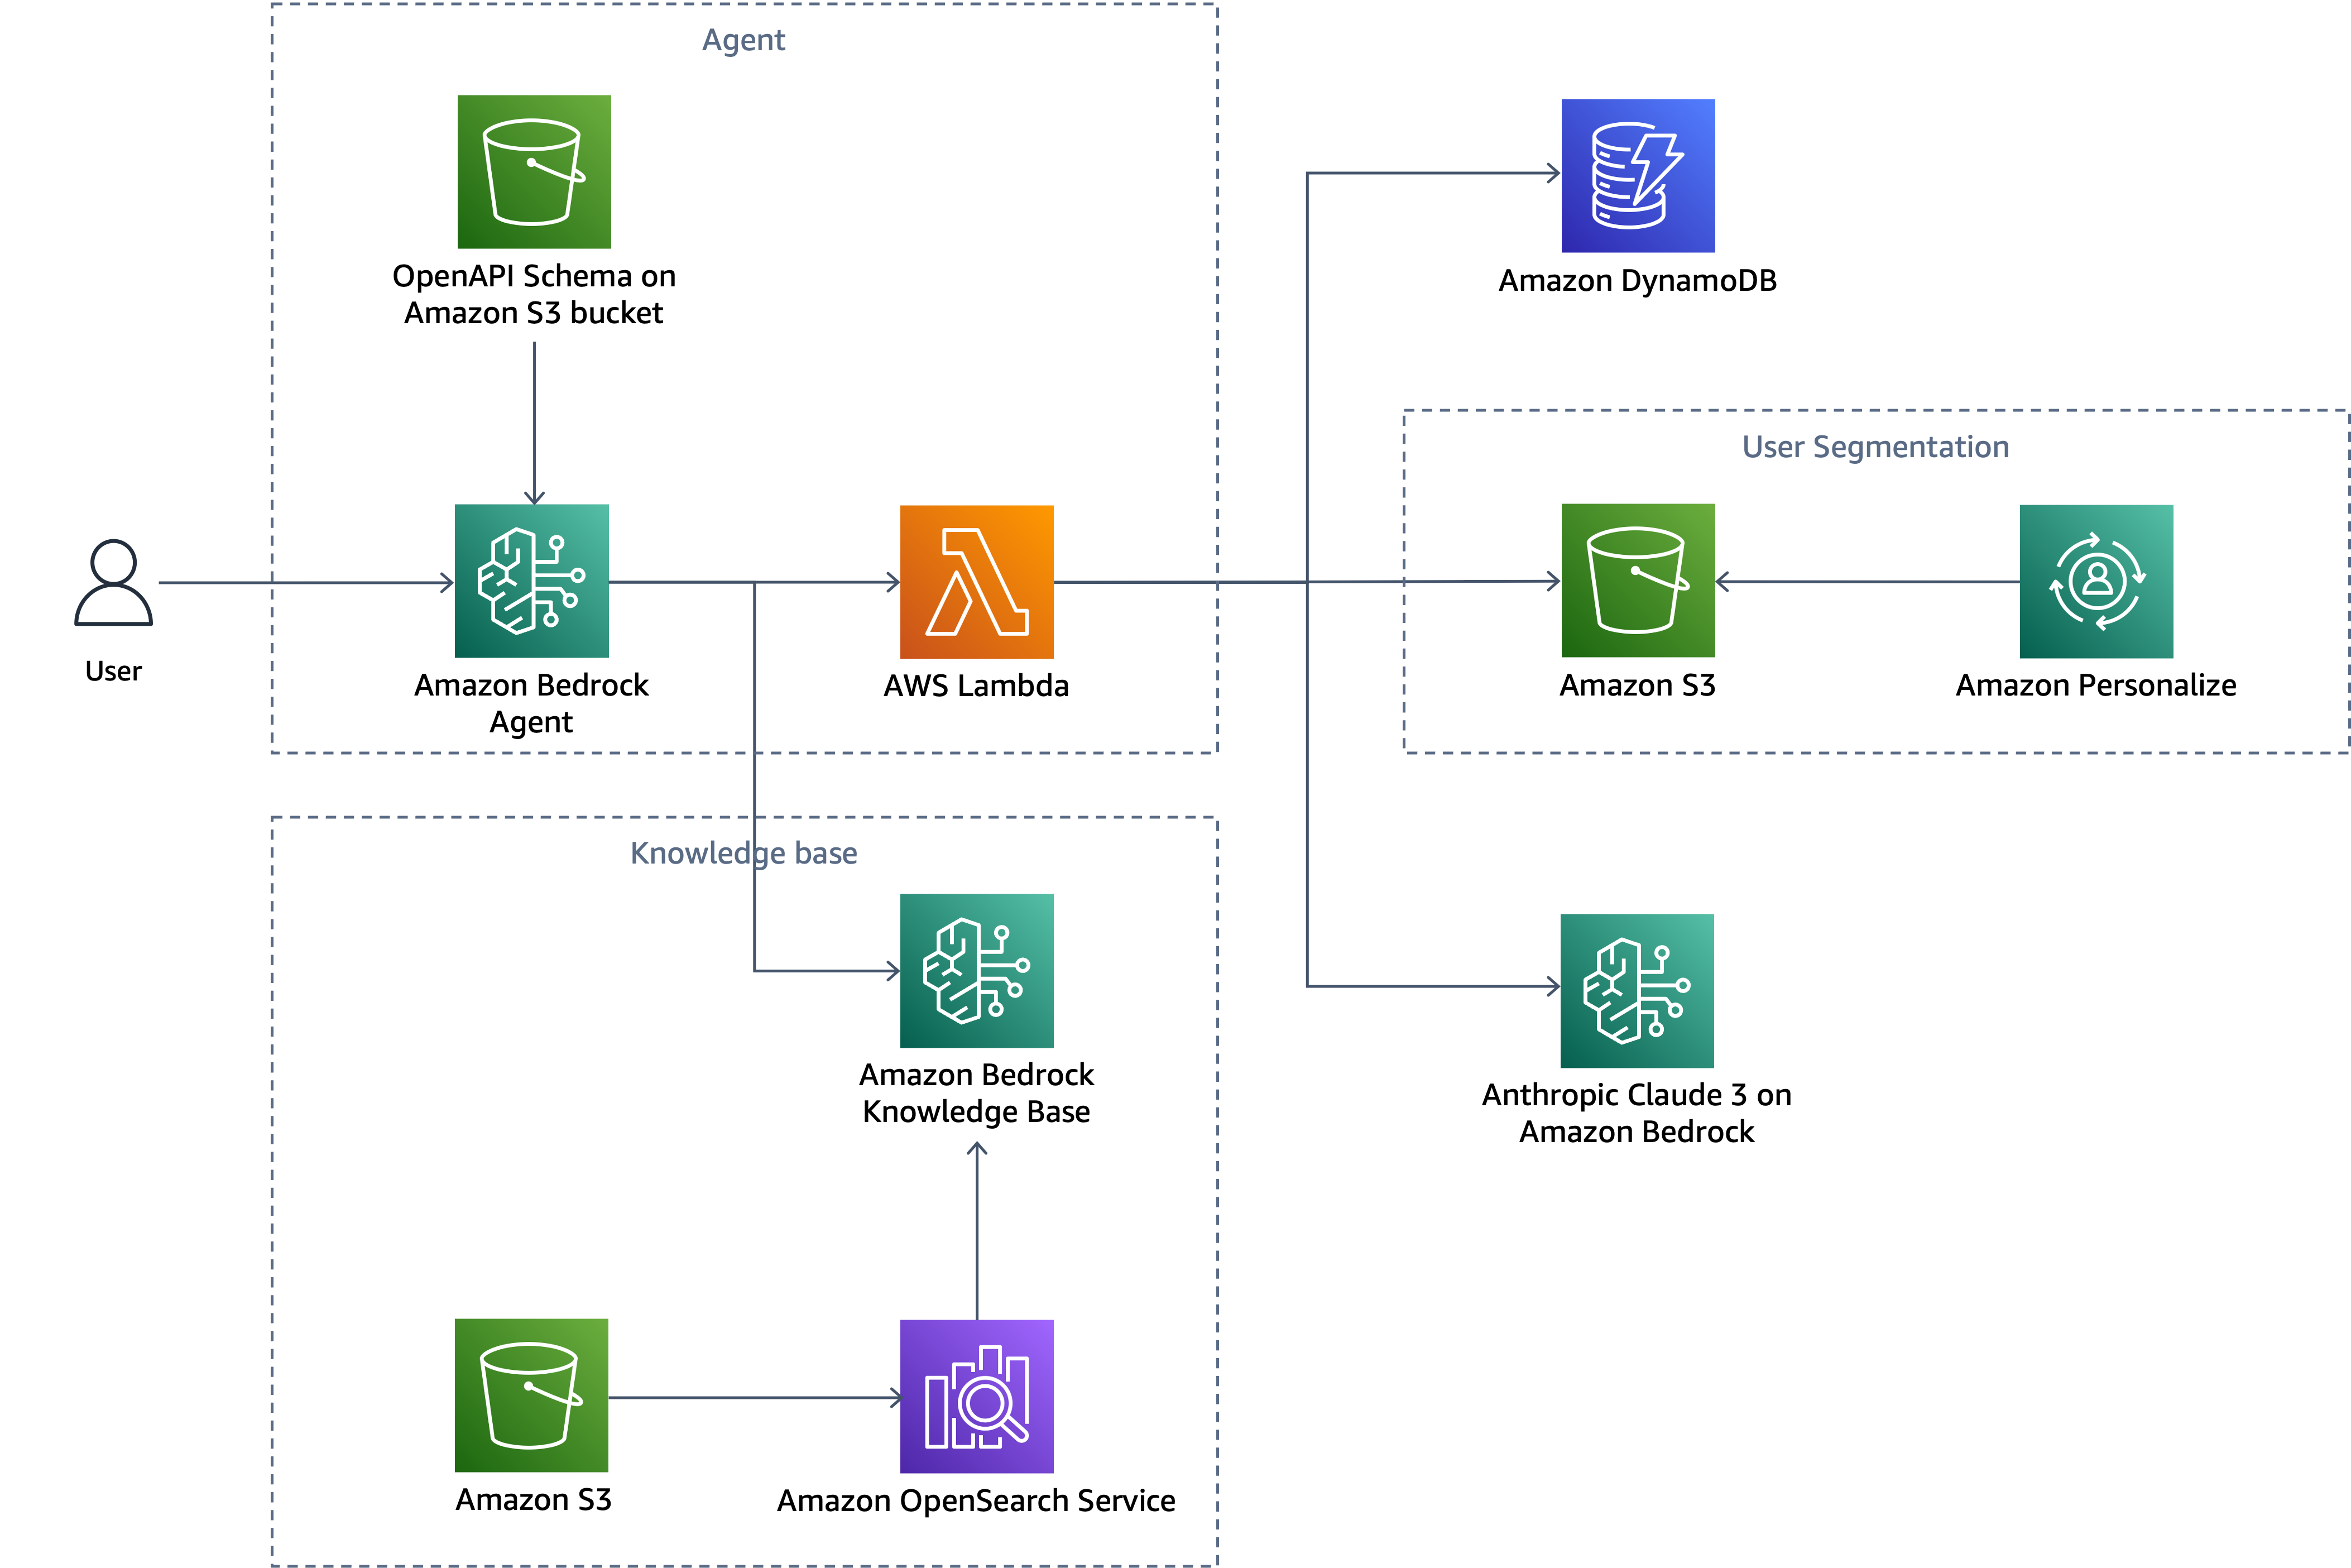 Agent
OpenAPI Schema on
Amazon S3 bucket
Amazon DynamoDB
User Segmentation
User
Amazon Bedrock
Agent
AWS Lambda
Amazon S3
Amazon Personalize
Knowledge base
Amazon Bedrock
Knowledge Base
Anthropic Claude 3 on
Amazon Bedrock
Amazon S3
Amazon OpenSearch Service